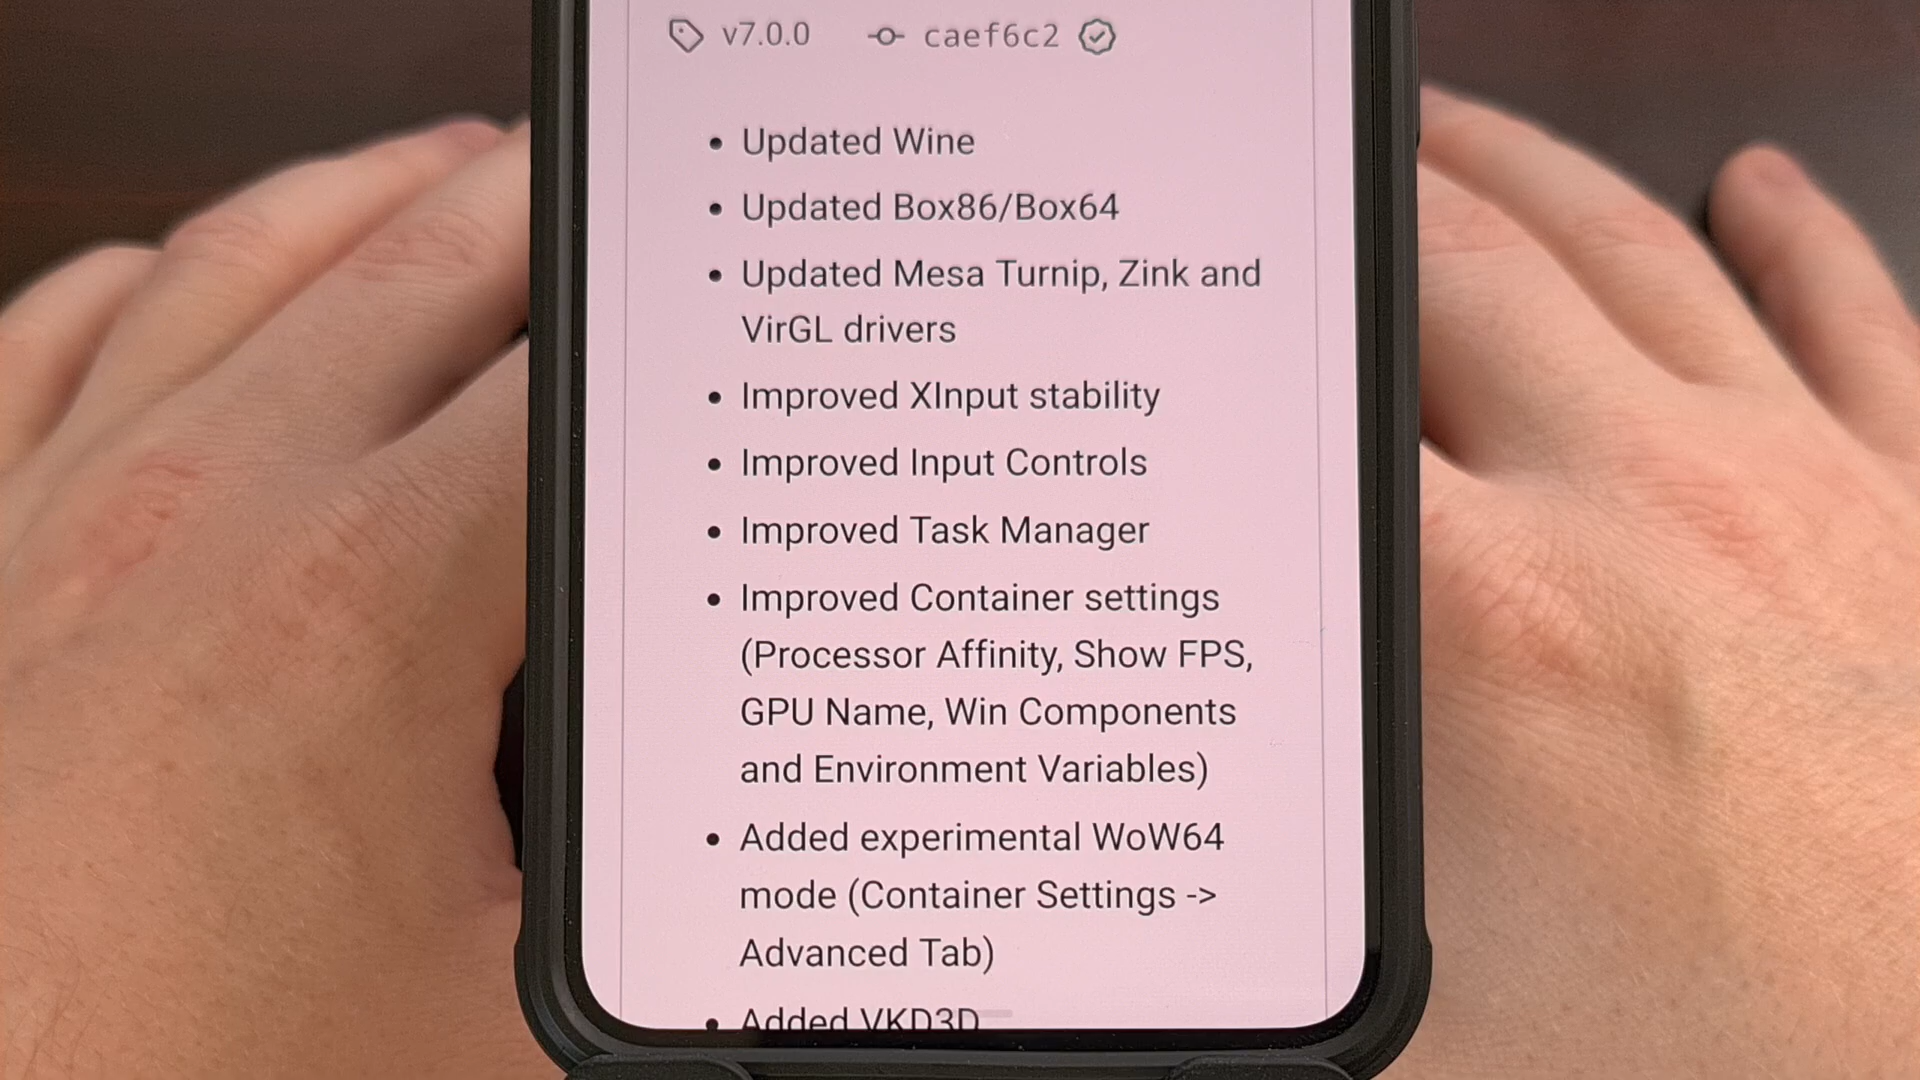 v7.0.0 caef6c2
• Updated Wine
• Updated Box86/Box64
• Updated Mesa Turnip, Zink and
VirGL drivers
• Improved XInput stability
• Improved Input Controls
• Improved Task Manager
• Improved Container settings
(Processor Affinity, Show FPS,
GPU Name, Win Components
and Environment Variables)
• Added experimental WoW64
mode (Container Settings ->
Advanced Tab)
• Added VKD3D